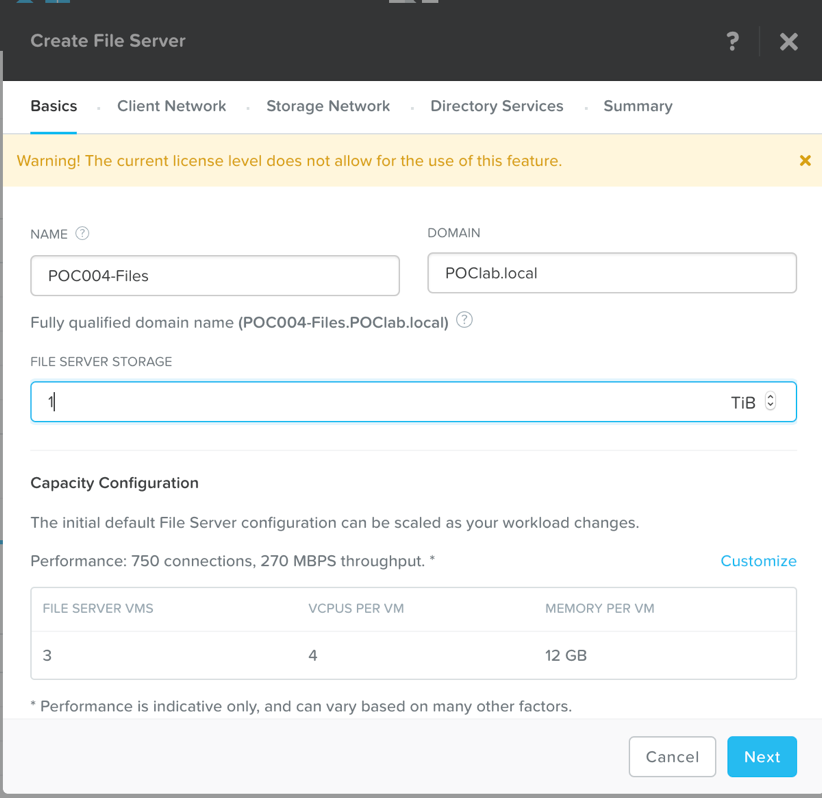 Create File Server
? ×
Basics · Client Network · Storage Network · Directory Services · Summary
Warning! The current license level does not allow for the use of this feature. ×
NAME ? DOMAIN
POC004-Files POClab.local
Fully qualified domain name (POC004-Files.POClab.local) ?
FILE SERVER STORAGE
1 TiB
Capacity Configuration
The initial default File Server configuration can be scaled as your workload changes.
Performance: 750 connections, 270 MBPS throughput. * Customize
FILE SERVER VMS VCPUS PER VM MEMORY PER VM
3 4 12 GB
* Performance is indicative only, and can vary based on many other factors.
Cancel Next